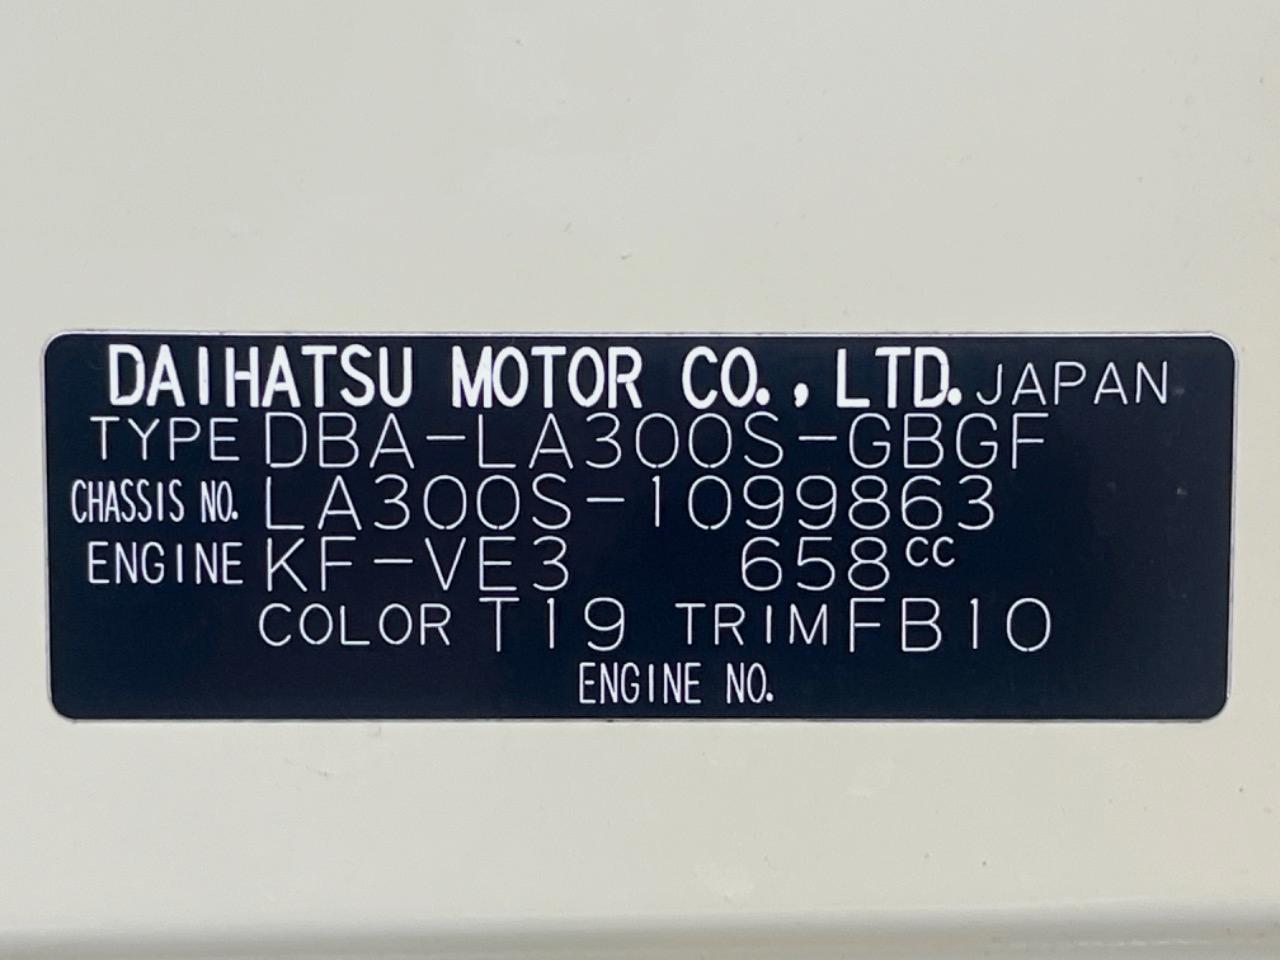 DAIHATSU MOTOR CO., LTD. JAPAN
TYPE DBA-LA300S-GBGF
CHASSIS NO. LA300S-1099863
ENGINE KF-VE3 658cc
COLOR T19 TRIM FB10
ENGINE NO.